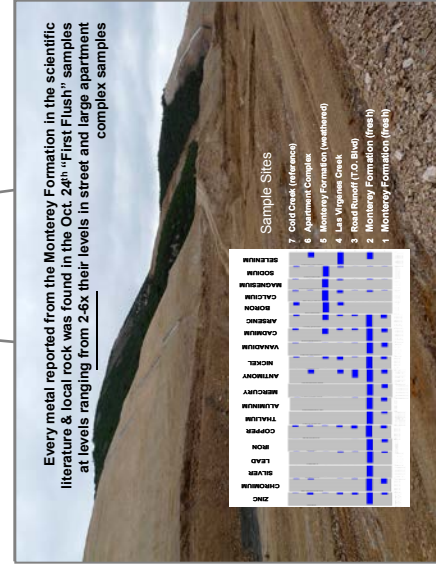 Every metal reported from the Monterey Formation in the scientific
literature & local rock was found in the Oct. 24th “First Flush” samples
at levels ranging from 2-6x their levels in street and large apartment
complex samples
Sample Sites
7 Cold Creek (reference)
6 Apartment Complex
5 Monterey Formation (weathered)
4 Las Virgenes Creek
3 Road Runoff (T.O. Blvd)
2 Monterey Formation (fresh)
1 Monterey Formation (fresh)
ZINC
CHROMIUM
SILVER
LEAD
IRON
COPPER
THALIUM
ALUMINUM
MERCURY
ANTIMONY
NICKEL
VANADIUM
CADMIUM
ARSENIC
BORON
CALCIUM
MAGNESIUM
SODIUM
SELENIUM